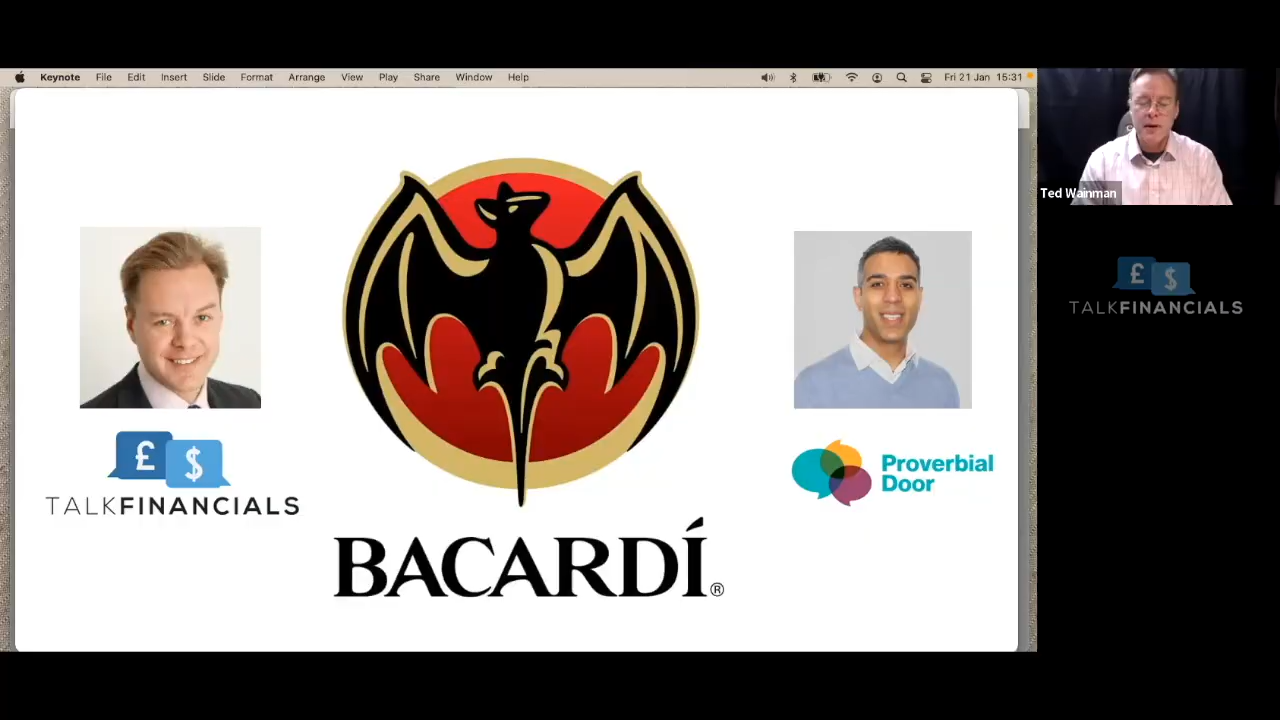 Keynote File Edit Insert Slide Format Arrange View Play Share Window Help Fri 21 Jan 15:31
Ted Wainman
£ $
TALKFINANCIALS
£ $
TALKFINANCIALS
Proverbial
Door
BACARDÍ®